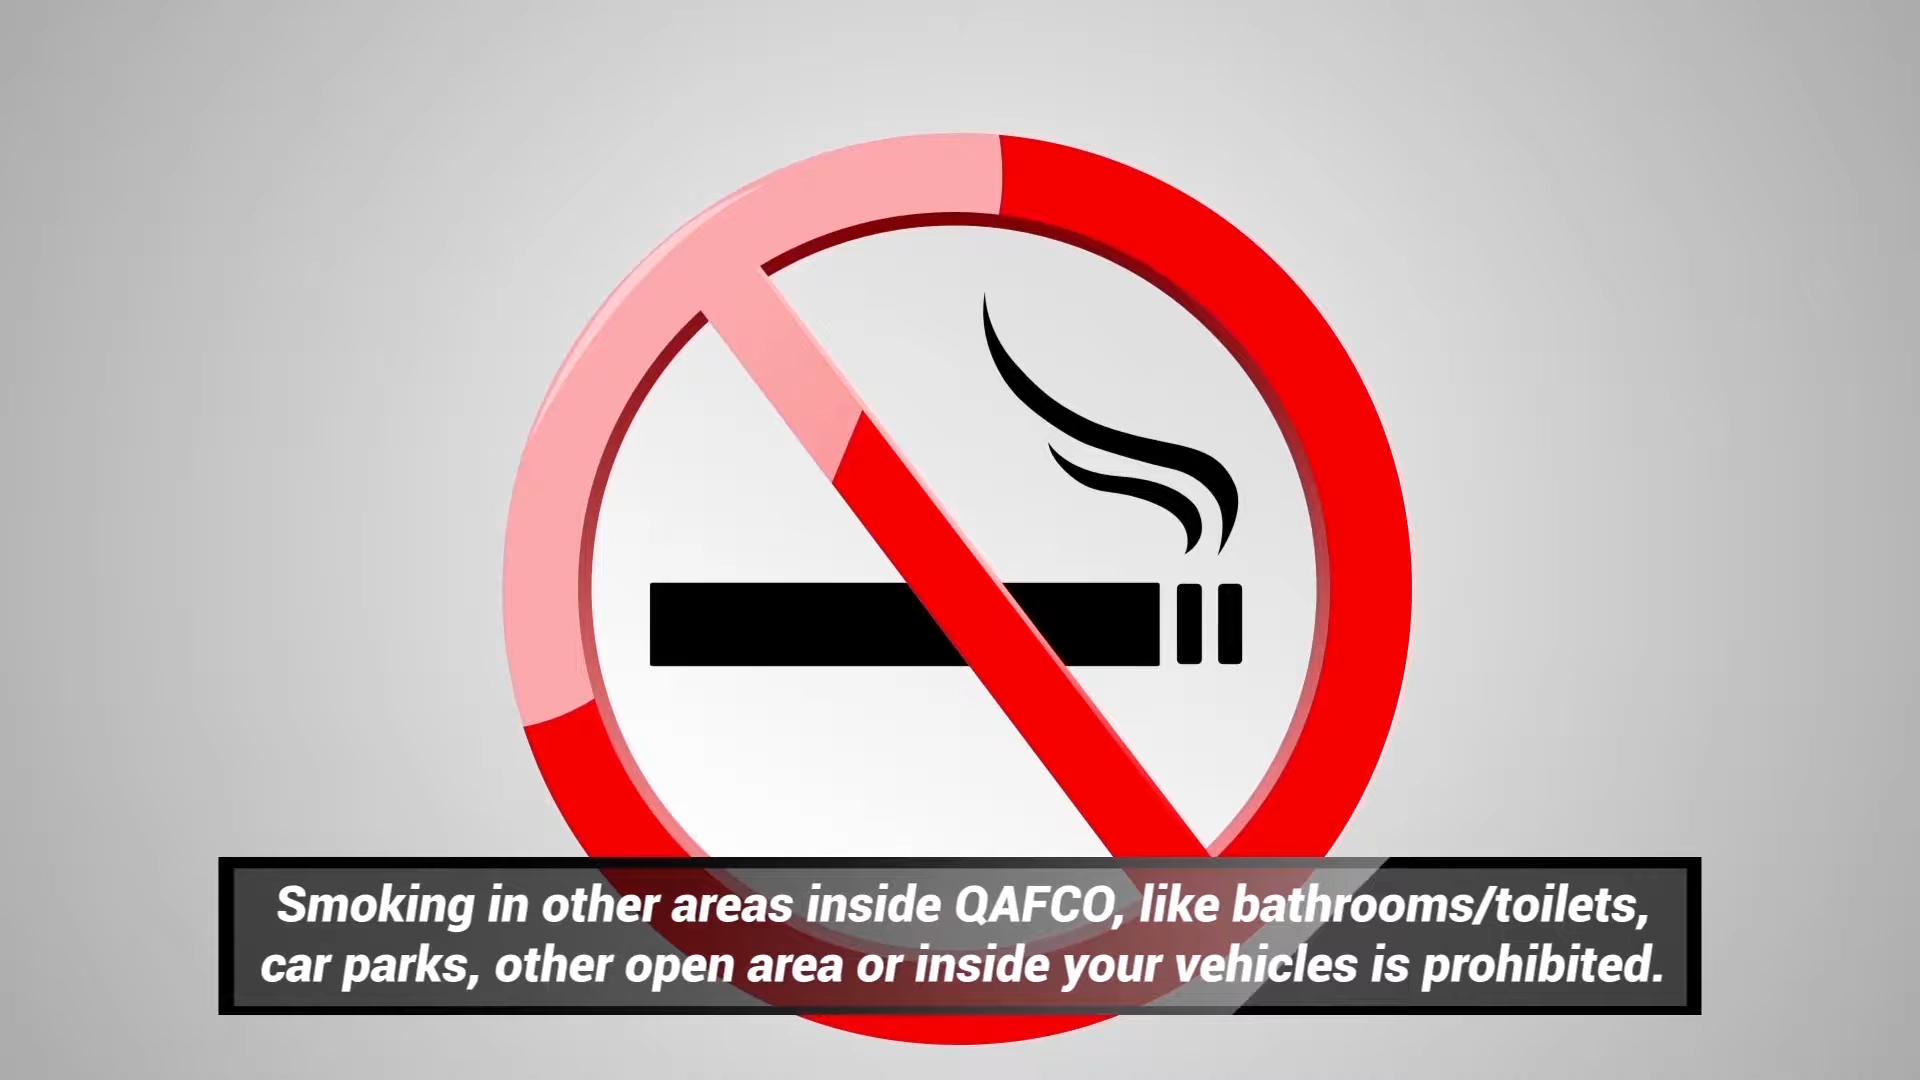 Smoking in other areas inside QAFCO, like bathrooms/toilets,
car parks, other open area or inside your vehicles is prohibited.